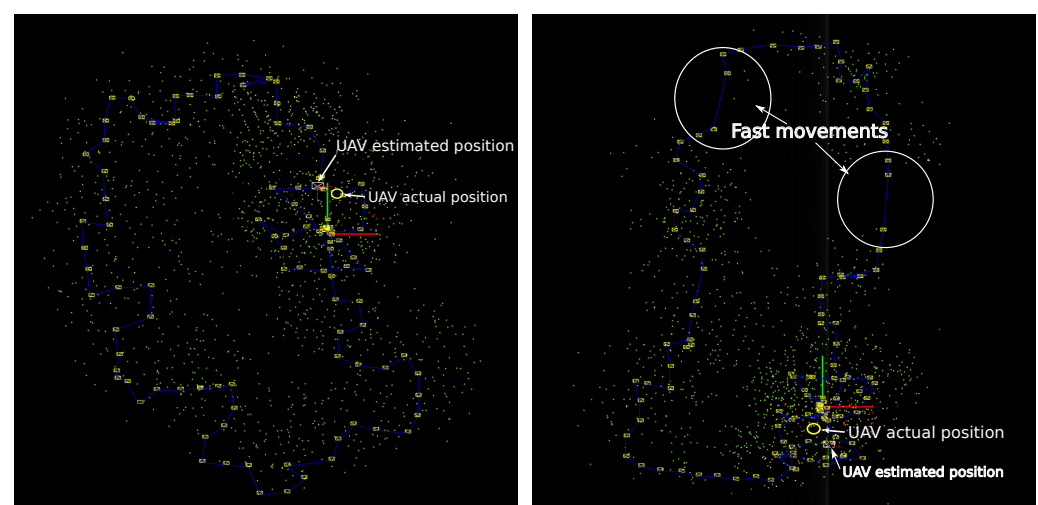 UAV estimated position
UAV actual position
Fast movements
UAV actual position
UAV estimated position